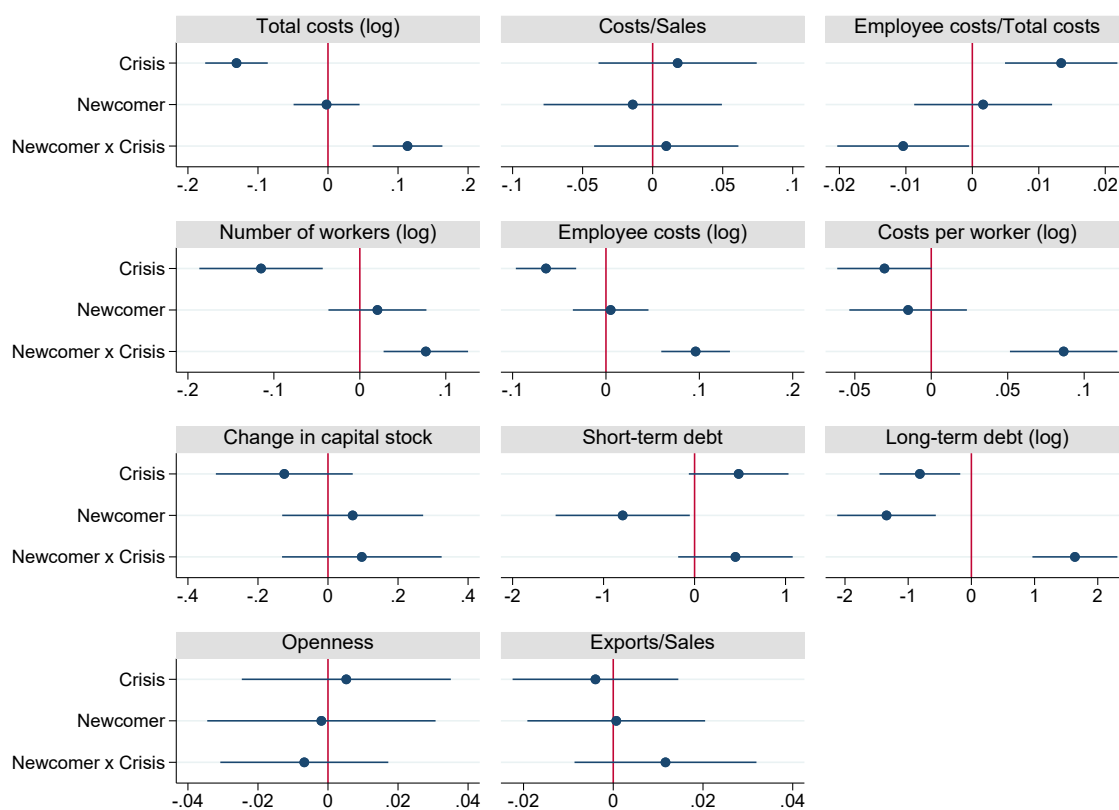 Total costs (log) Costs/Sales Employee costs/Total costs
Crisis
Newcomer
Newcomer x Crisis
-.2 -.1 0 .1 .2 -.1 -.05 0 .05 .1 -.02 -.01 0 .01 .02
Number of workers (log) Employee costs (log) Costs per worker (log)
Crisis
Newcomer
Newcomer x Crisis
-.2 -.1 0 .1 -.1 0 .1 .2 -.05 0 .05 .1
Change in capital stock Short-term debt Long-term debt (log)
Crisis
Newcomer
Newcomer x Crisis
-.4 -.2 0 .2 .4 -2 -1 0 1 -2 -1 0 1 2
Openness Exports/Sales
Crisis
Newcomer
Newcomer x Crisis
-.04 -.02 0 .02 .04 -.02 0 .02 .04